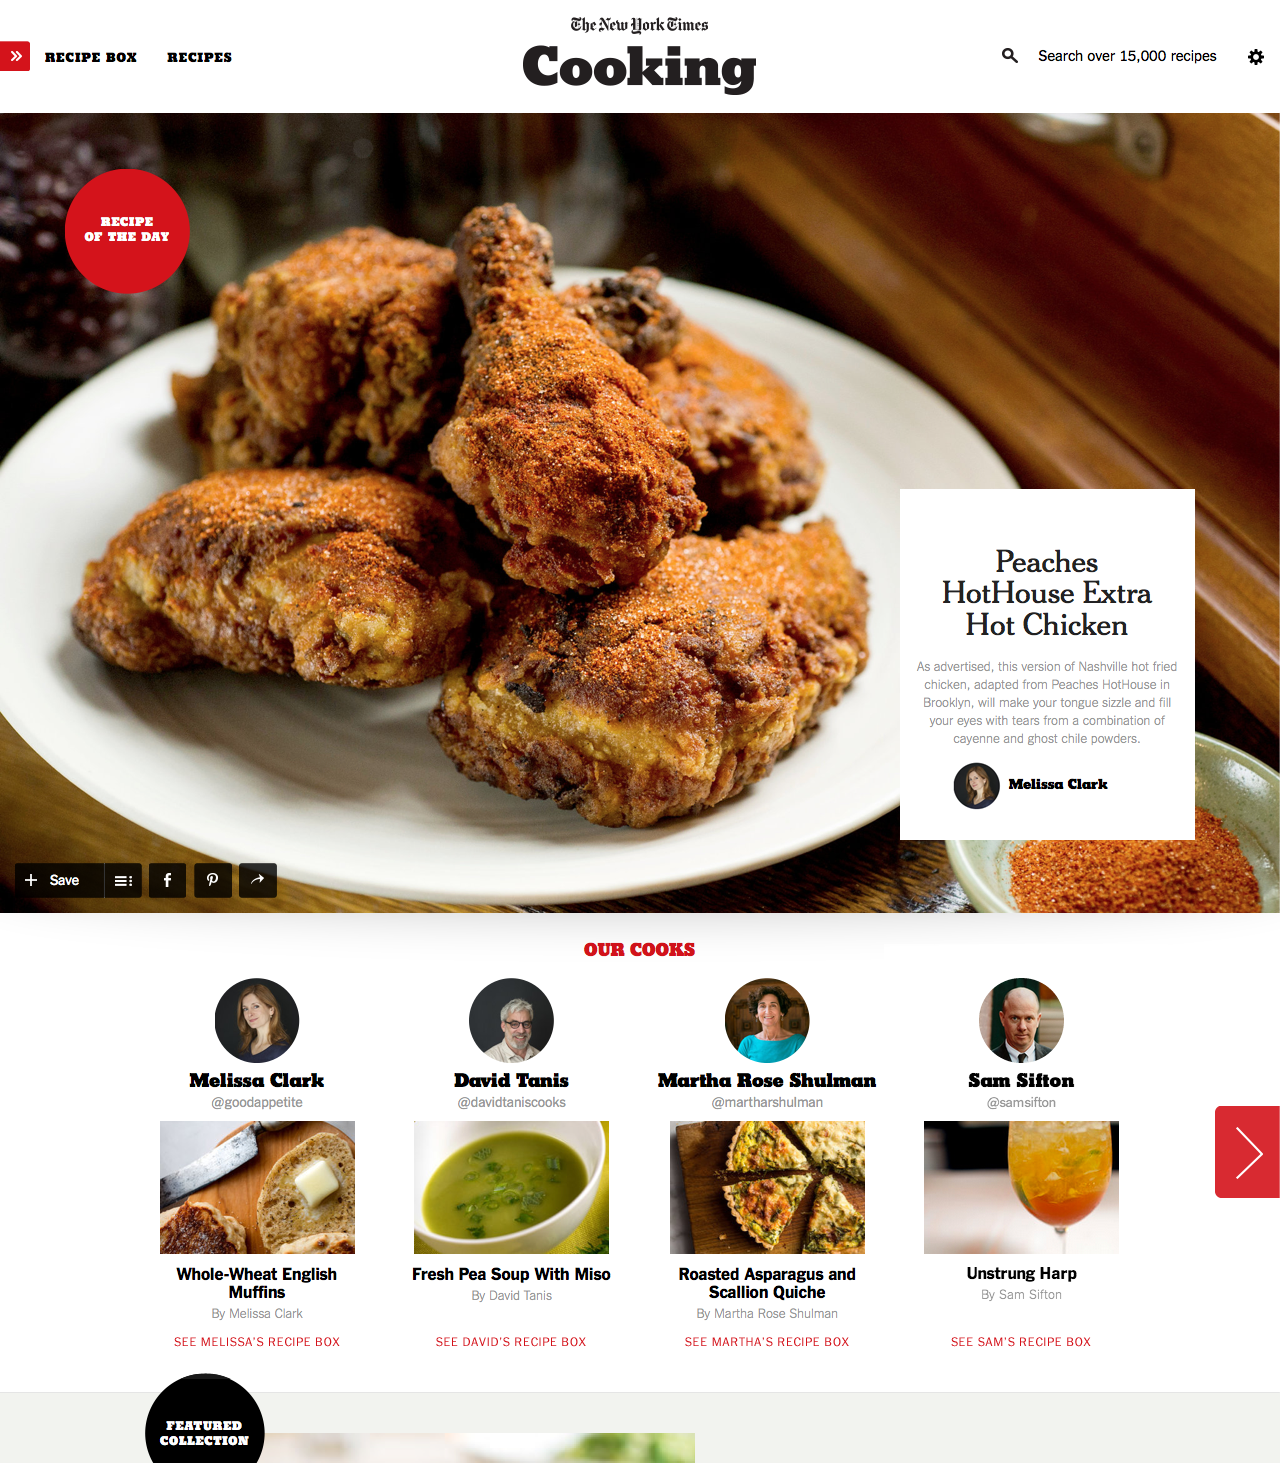 The New York Times
Cooking
RECIPE BOX
RECIPES
Search over 15,000 recipes
RECIPE
OF THE DAY
Peaches
HotHouse Extra
Hot Chicken
As advertised, this version of Nashville hot fried
chicken, adapted from Peaches HotHouse in
Brooklyn, will make your tongue sizzle and fill
your eyes with tears from a combination of
cayenne and ghost chile powders.
Melissa Clark
Save
OUR COOKS
Melissa Clark
@goodappetite
Whole-Wheat English
Muffins
By Melissa Clark
SEE MELISSA'S RECIPE BOX
David Tanis
@davidtaniscooks
Fresh Pea Soup With Miso
By David Tanis
SEE DAVID'S RECIPE BOX
Martha Rose Shulman
@martharshulman
Roasted Asparagus and
Scallion Quiche
By Martha Rose Shulman
SEE MARTHA'S RECIPE BOX
Sam Sifton
@samsifton
Unstrung Harp
By Sam Sifton
SEE SAM'S RECIPE BOX
FEATURED
COLLECTION